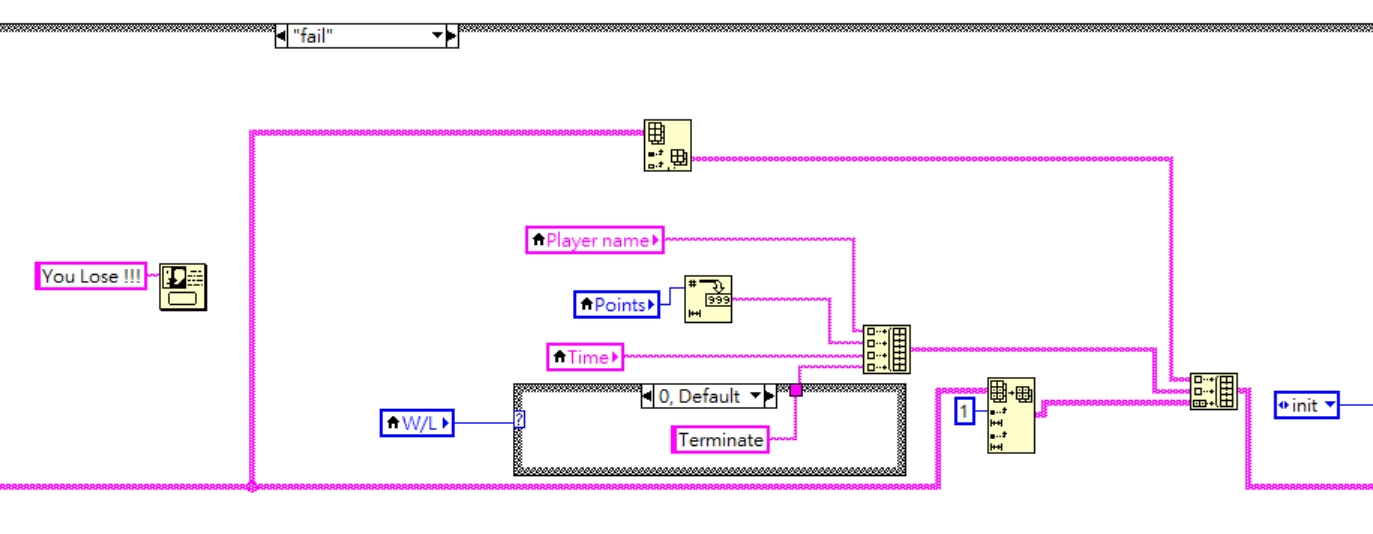 "fail"
Player name
You Lose !!!
#
999
Points
Time
0, Default
W/L
?
Terminate
1
init